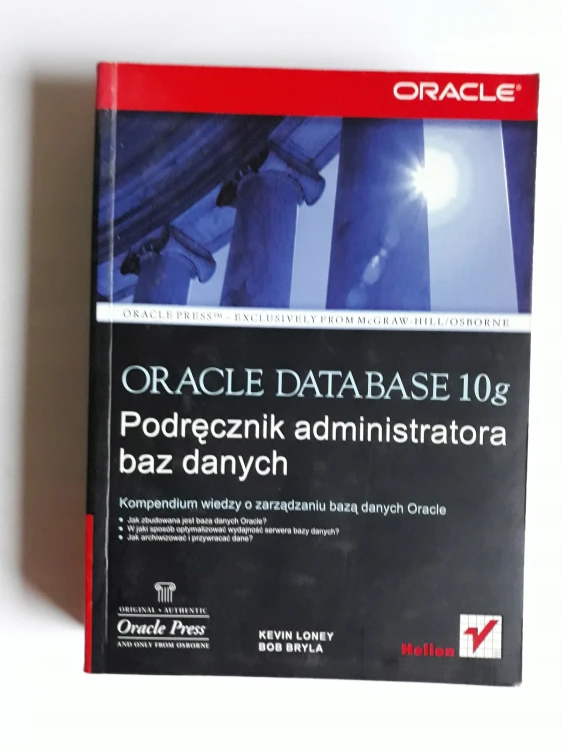 ORACLE®
ORACLE PRESS™ – EXCLUSIVELY FROM McGRAW-HILL/OSBORNE
ORACLE DATABASE 10g
Podręcznik administratora
baz danych
Kompendium wiedzy o zarządzaniu bazą danych Oracle
• Jak zbudowana jest baza danych Oracle?
• W jaki sposób optymalizować wydajność serwera bazy danych?
• Jak archiwizować i przywracać dane?
ORIGINAL • AUTHENTIC
Oracle Press
AND ONLY FROM OSBORNE
KEVIN LONEY
BOB BRYLA
Helion